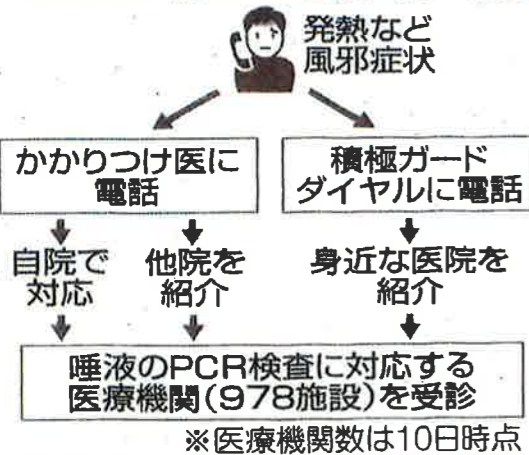 発熱など
風邪症状
かかりつけ医に
電話
積極ガード
ダイヤルに電話
自院で
対応
他院を
紹介
身近な医院を
紹介
唾液のPCR検査に対応する
医療機関(978施設)を受診
※医療機関数は10日時点